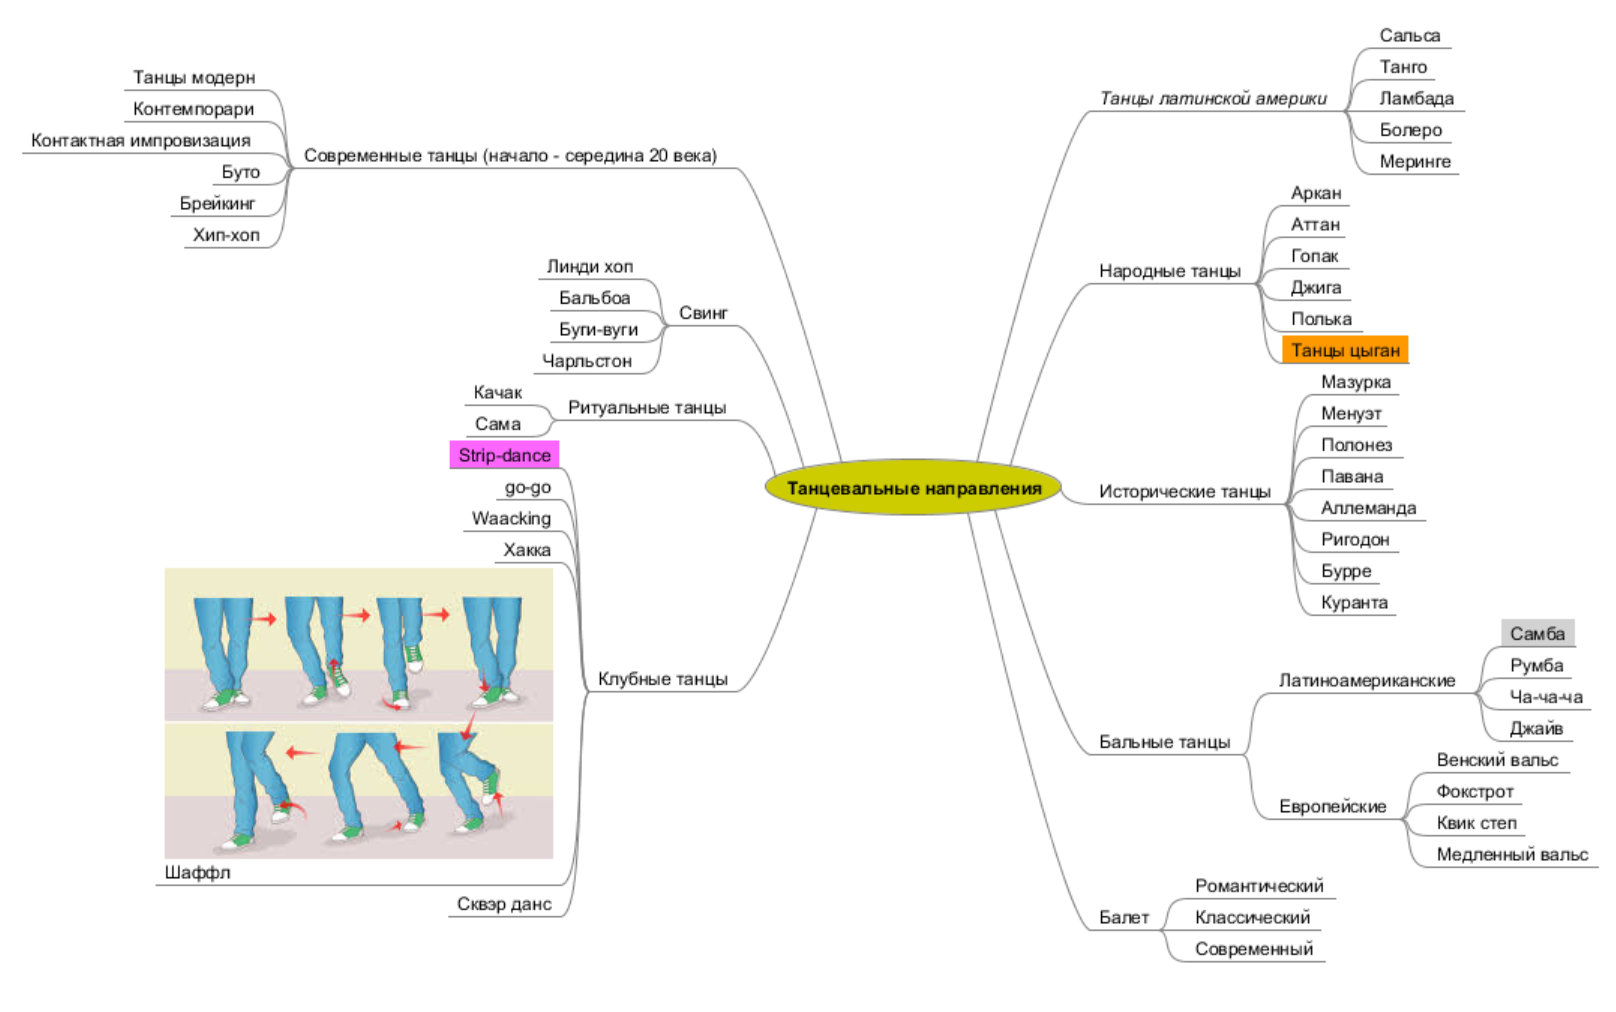 Танцевальные направления
Современные танцы (начало - середина 20 века)
Танцы модерн
Контемпорари
Контактная импровизация
Буто
Брейкинг
Хип-хоп
Свинг
Линди хоп
Бальбоа
Буги-вуги
Чарльстон
Ритуальные танцы
Качак
Сама
Клубные танцы
Strip-dance
go-go
Waacking
Хакка
Шаффл
Сквэр данс
Танцы латинской америки
Сальса
Танго
Ламбада
Болеро
Меринге
Народные танцы
Аркан
Аттан
Гопак
Джига
Полька
Танцы цыган
Исторические танцы
Мазурка
Менуэт
Полонез
Павана
Аллеманда
Ригодон
Бурре
Куранта
Бальные танцы
Латиноамериканские
Самба
Румба
Ча-ча-ча
Джайв
Европейские
Венский вальс
Фокстрот
Квик степ
Медленный вальс
Балет
Романтический
Классический
Современный